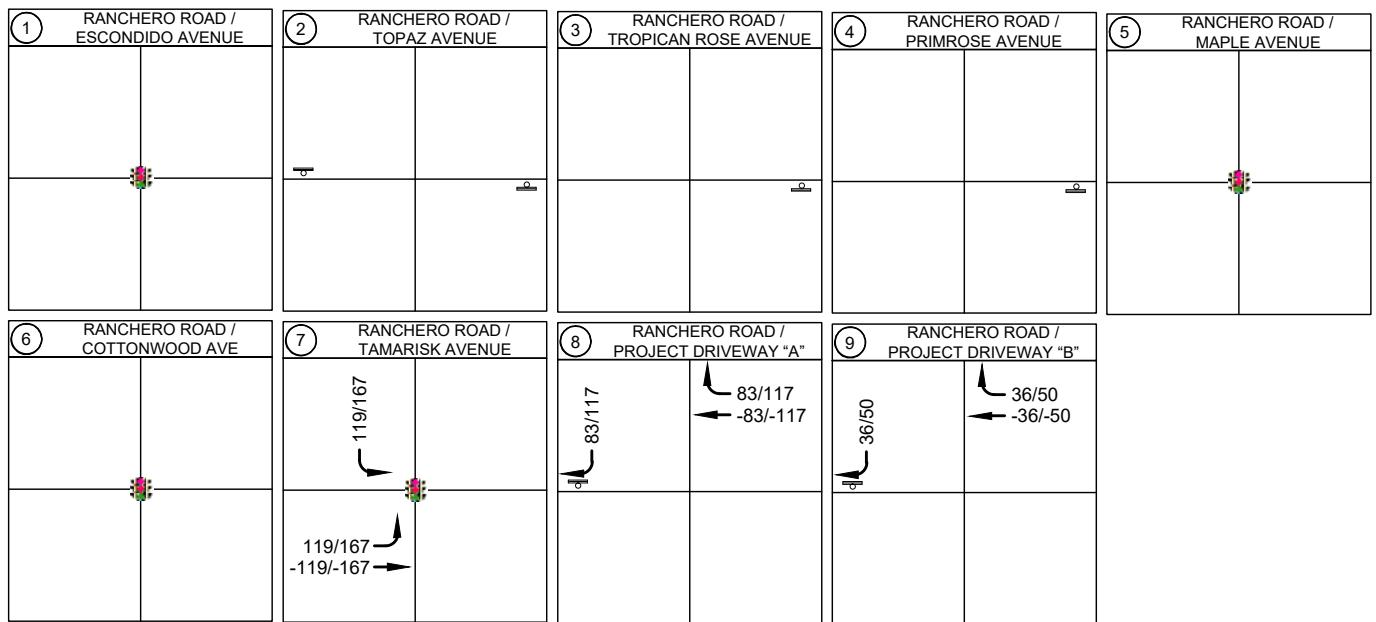 1
RANCHERO ROAD /
ESCONDIDO AVENUE
2
RANCHERO ROAD /
TOPAZ AVENUE
3
RANCHERO ROAD /
TROPICAN ROSE AVENUE
4
RANCHERO ROAD /
PRIMROSE AVENUE
5
RANCHERO ROAD /
MAPLE AVENUE
6
RANCHERO ROAD /
COTTONWOOD AVE
7
RANCHERO ROAD /
TAMARISK AVENUE
119/167
119/167
-119/-167
8
RANCHERO ROAD /
PROJECT DRIVEWAY “A”
83/117
83/117
-83/-117
9
RANCHERO ROAD /
PROJECT DRIVEWAY “B”
36/50
36/50
-36/-50